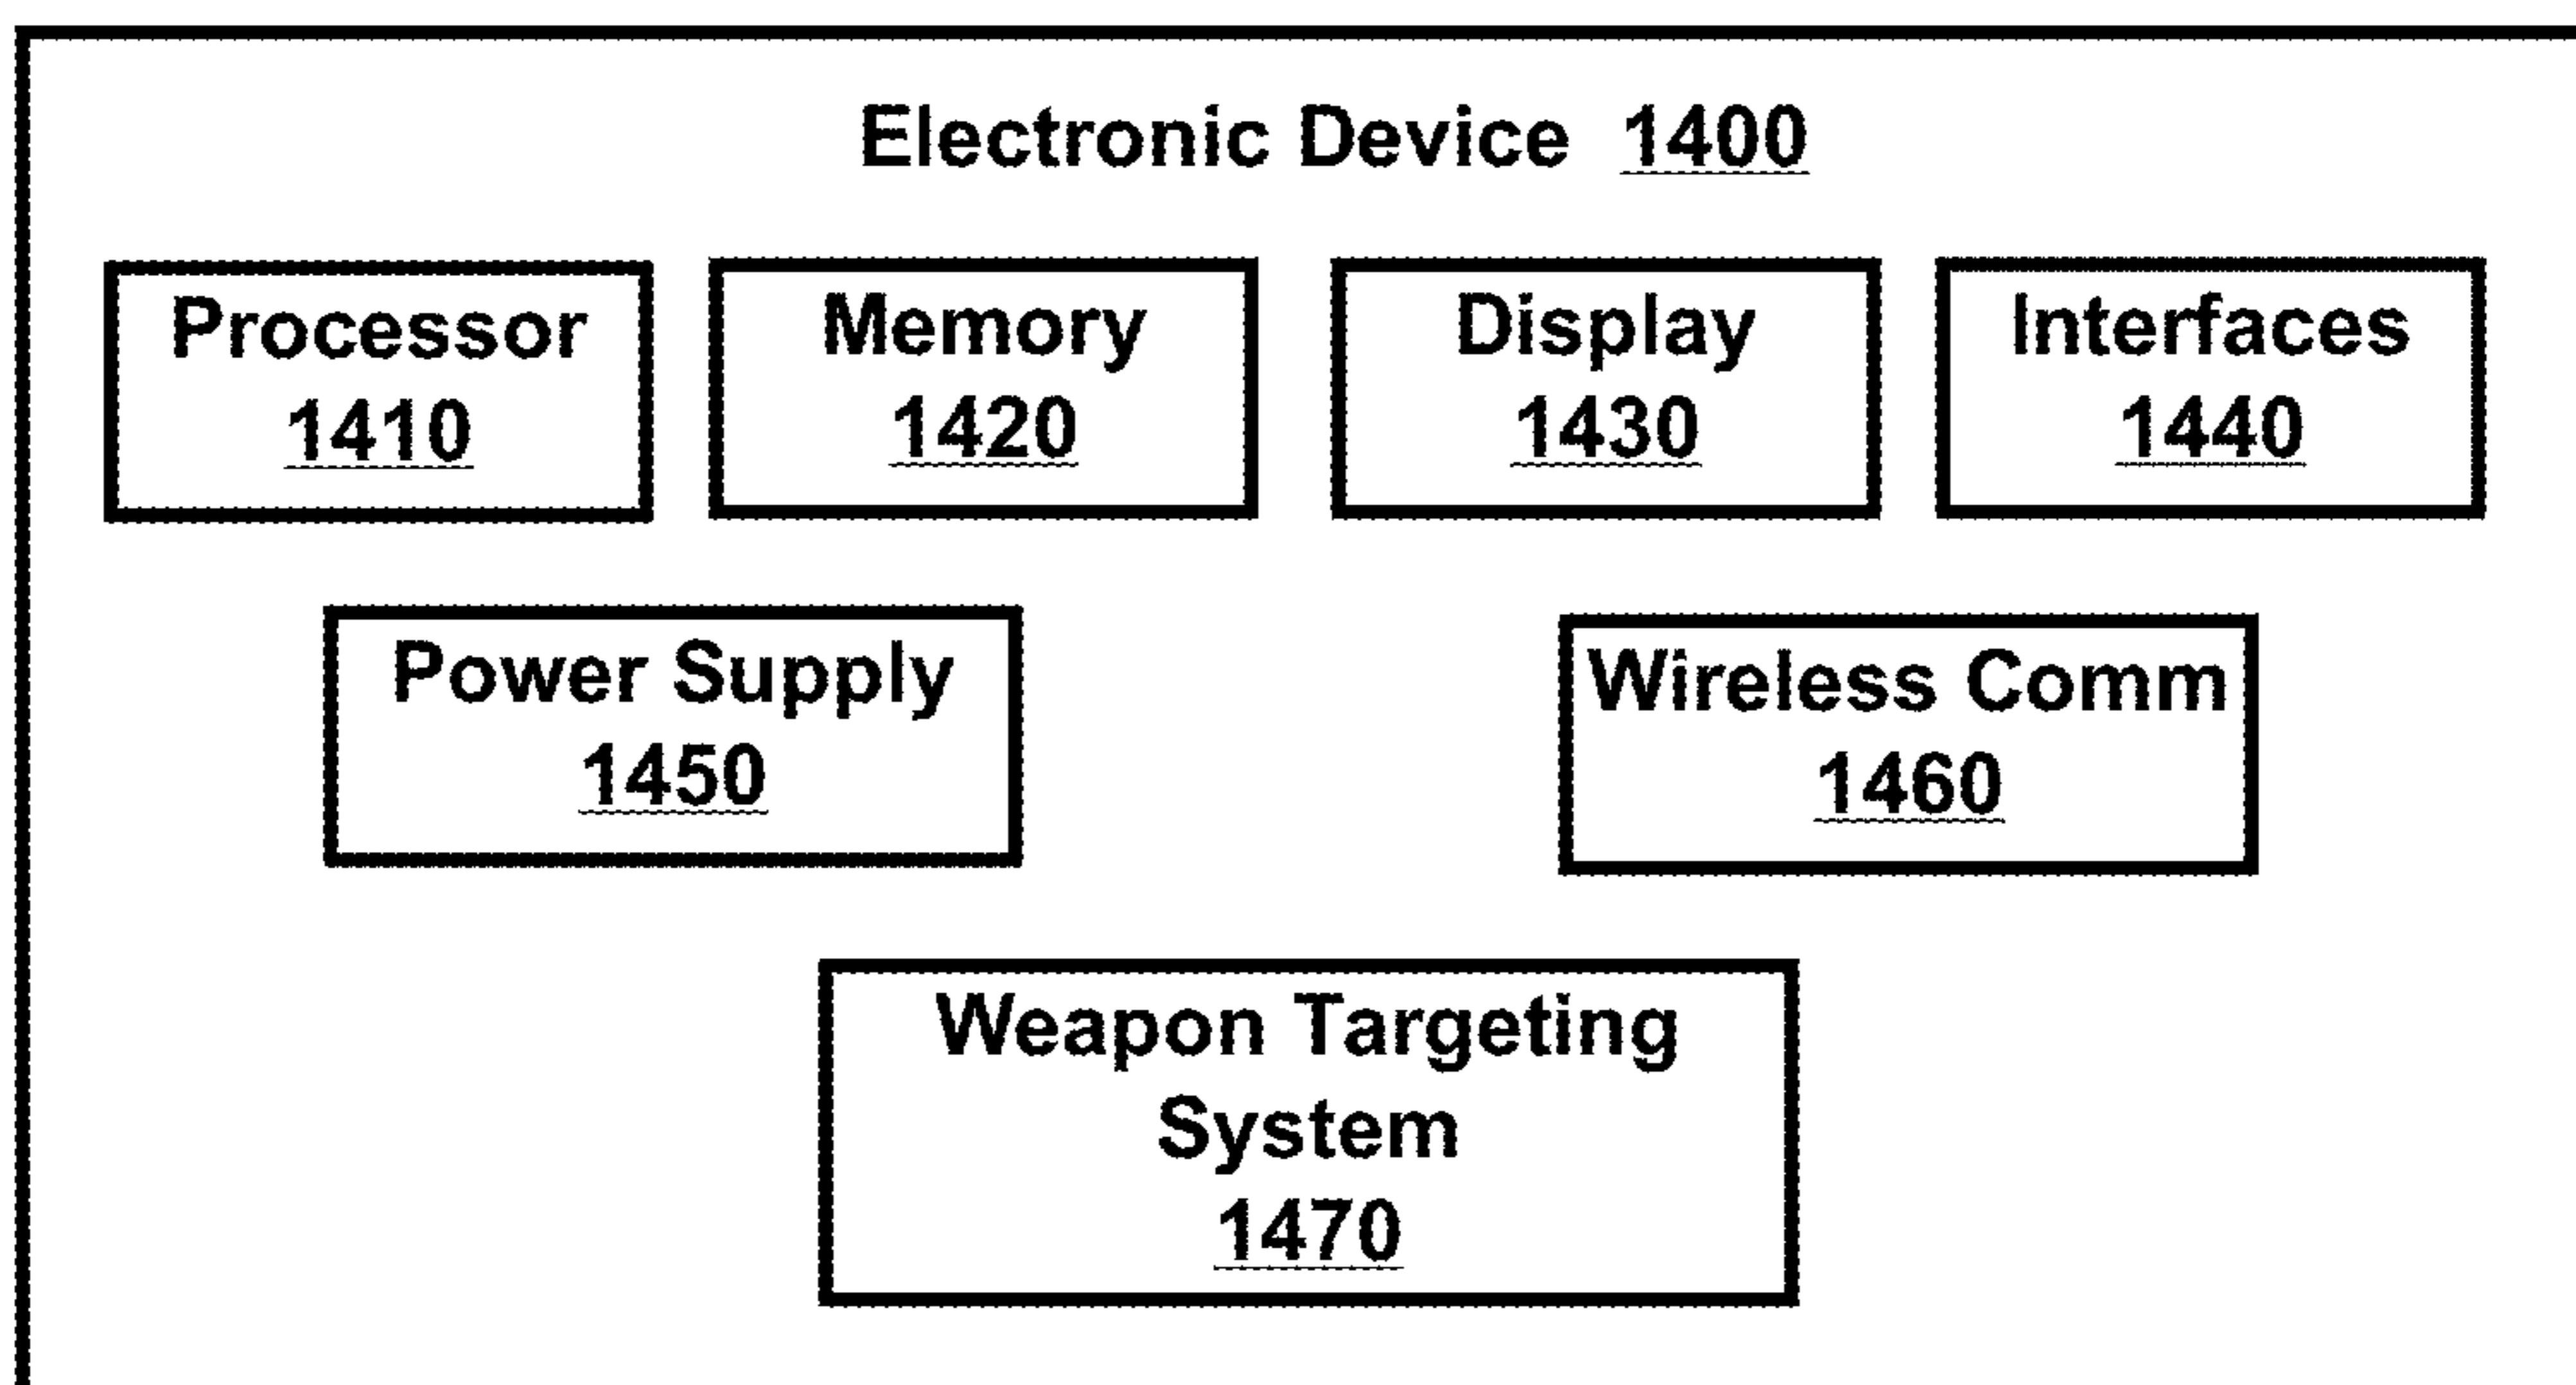 Electronic Device 1400
Processor
1410
Memory
1420
Display
1430
Interfaces
1440
Power Supply
1450
Wireless Comm
1460
Weapon Targeting
System
1470